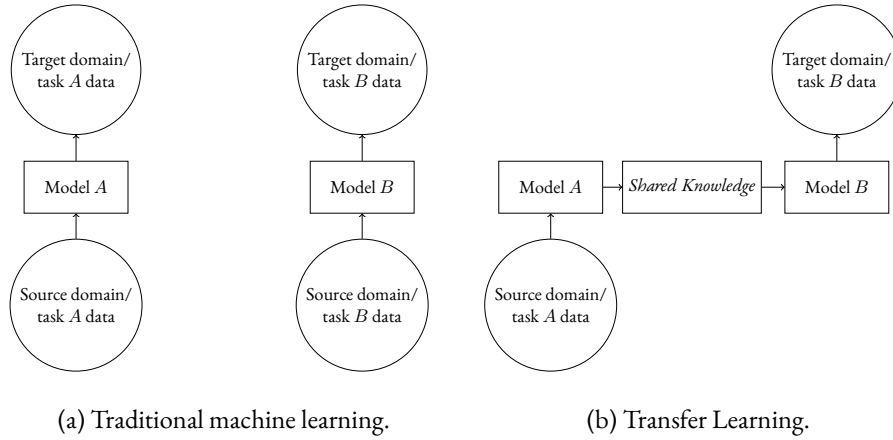 Target domain/
task A data
Model A
Source domain/
task A data
Target domain/
task B data
Model B
Source domain/
task B data
(a) Traditional machine learning.
Target domain/
task B data
Model A
Shared Knowledge
Model B
Source domain/
task A data
(b) Transfer Learning.